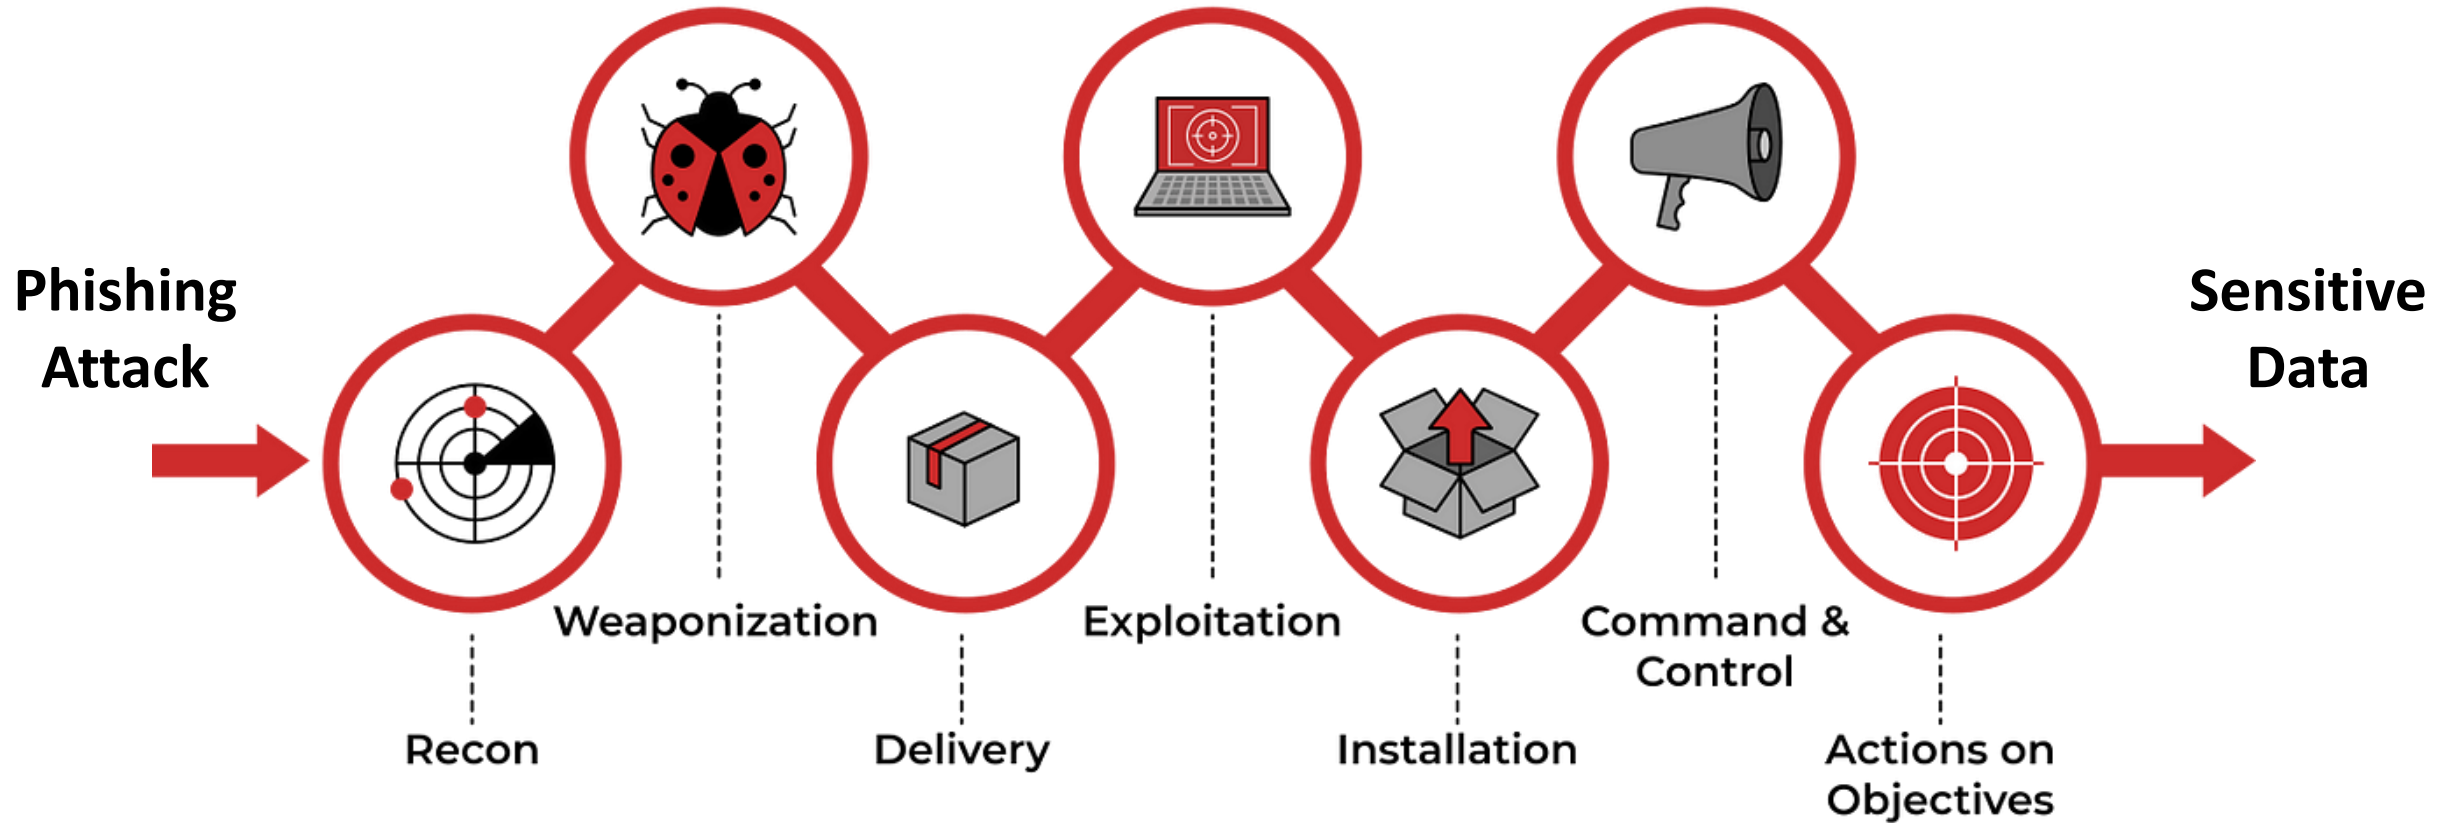 Phishing
Attack
Recon
Weaponization
Delivery
Exploitation
Installation
Command &
Control
Actions on
Objectives
Sensitive
Data